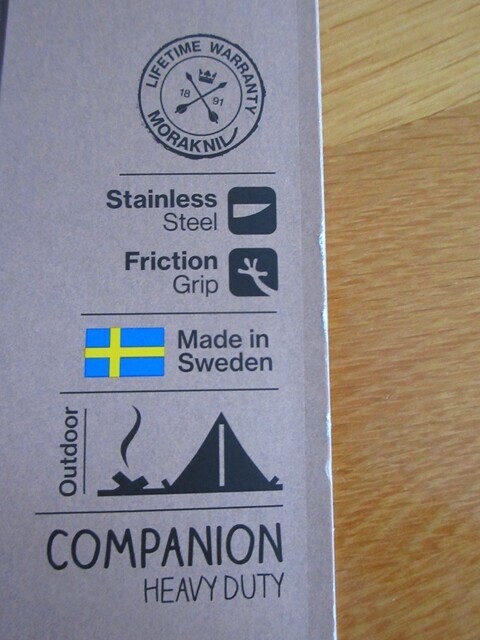 LIFETIME WARRANTY
18 91
MORAKNIV
Stainless
Steel
Friction
Grip
Made in
Sweden
Outdoor
COMPANION
HEAVY DUTY